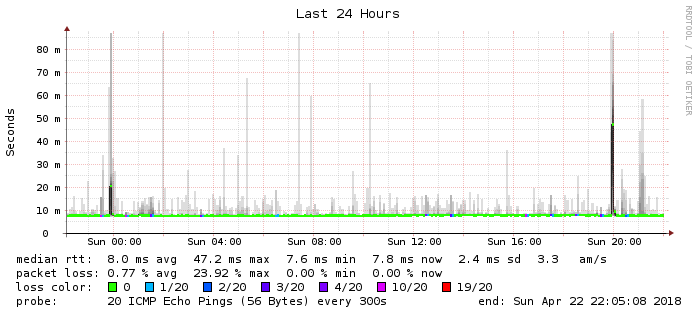 Last 24 Hours
RRDTOOL / TOBI OETIKER
Seconds
80 m
70 m
60 m
50 m
40 m
30 m
20 m
10 m
0
Sun 00:00 Sun 04:00 Sun 08:00 Sun 12:00 Sun 16:00 Sun 20:00
median rtt: 8.0 ms avg 47.2 ms max 7.6 ms min 7.8 ms now 2.4 ms sd 3.3 am/s
packet loss: 0.77 % avg 23.92 % max 0.00 % min 0.00 % now
loss color: 0 1/20 2/20 3/20 4/20 10/20 19/20
probe: 20 ICMP Echo Pings (56 Bytes) every 300s end: Sun Apr 22 22:05:08 2018